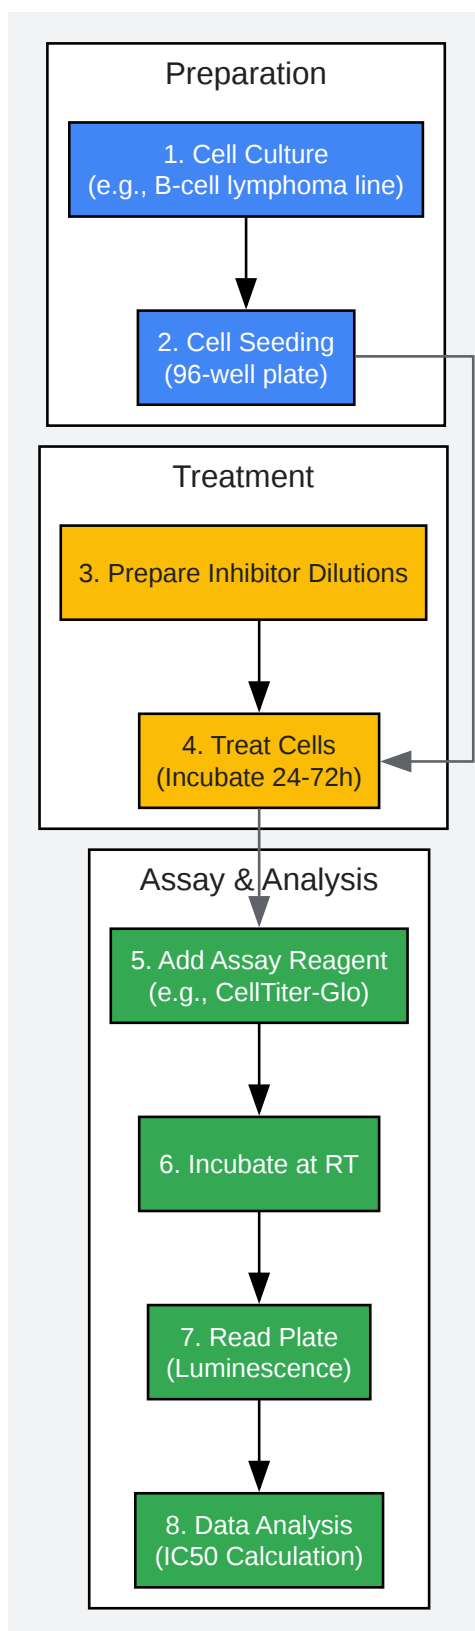 Preparation
1. Cell Culture
(e.g., B-cell lymphoma line)
2. Cell Seeding
(96-well plate)
Treatment
3. Prepare Inhibitor Dilutions
4. Treat Cells
(Incubate 24-72h)
Assay & Analysis
5. Add Assay Reagent
(e.g., CellTiter-Glo)
6. Incubate at RT
7. Read Plate
(Luminescence)
8. Data Analysis
(IC50 Calculation)